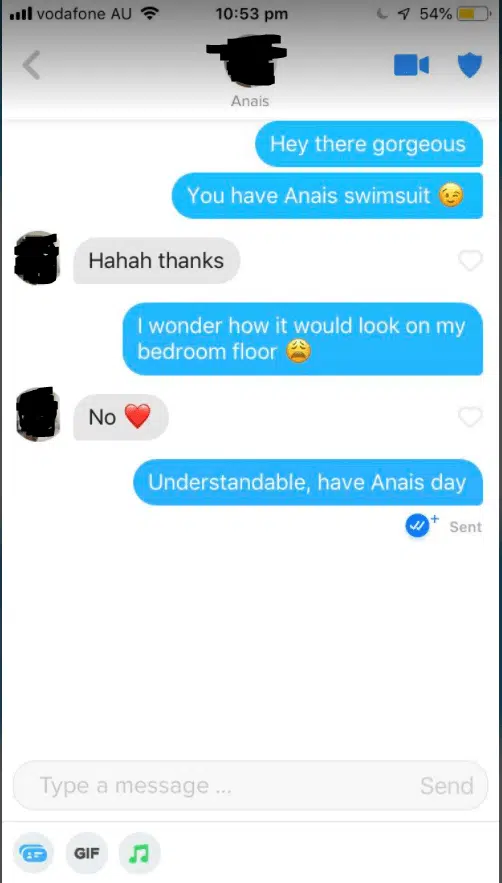 vodafone AU 10:53 pm 54%
Anais
Hey there gorgeous
You have Anais swimsuit 😉
Hahah thanks
I wonder how it would look on my
bedroom floor 😩
No ❤️
Understandable, have Anais day
Sent
Type a message ... Send
GIF